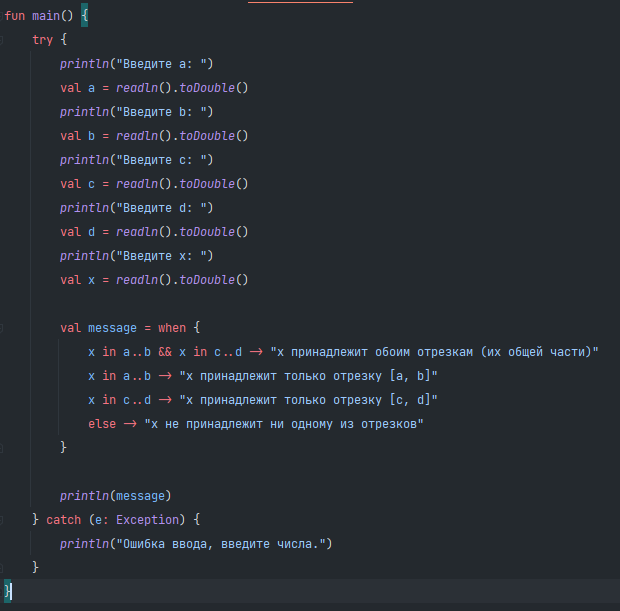 fun main() {
try {
println("Введите a: ")
val a = readln().toDouble()
println("Введите b: ")
val b = readln().toDouble()
println("Введите c: ")
val c = readln().toDouble()
println("Введите d: ")
val d = readln().toDouble()
println("Введите x: ")
val x = readln().toDouble()
val message = when {
x in a..b && x in c..d -> "x принадлежит обоим отрезкам (их общей части)"
x in a..b -> "x принадлежит только отрезку [a, b]"
x in c..d -> "x принадлежит только отрезку [c, d]"
else -> "x не принадлежит ни одному из отрезков"
}
println(message)
} catch (e: Exception) {
println("Ошибка ввода, введите числа.")
}
}